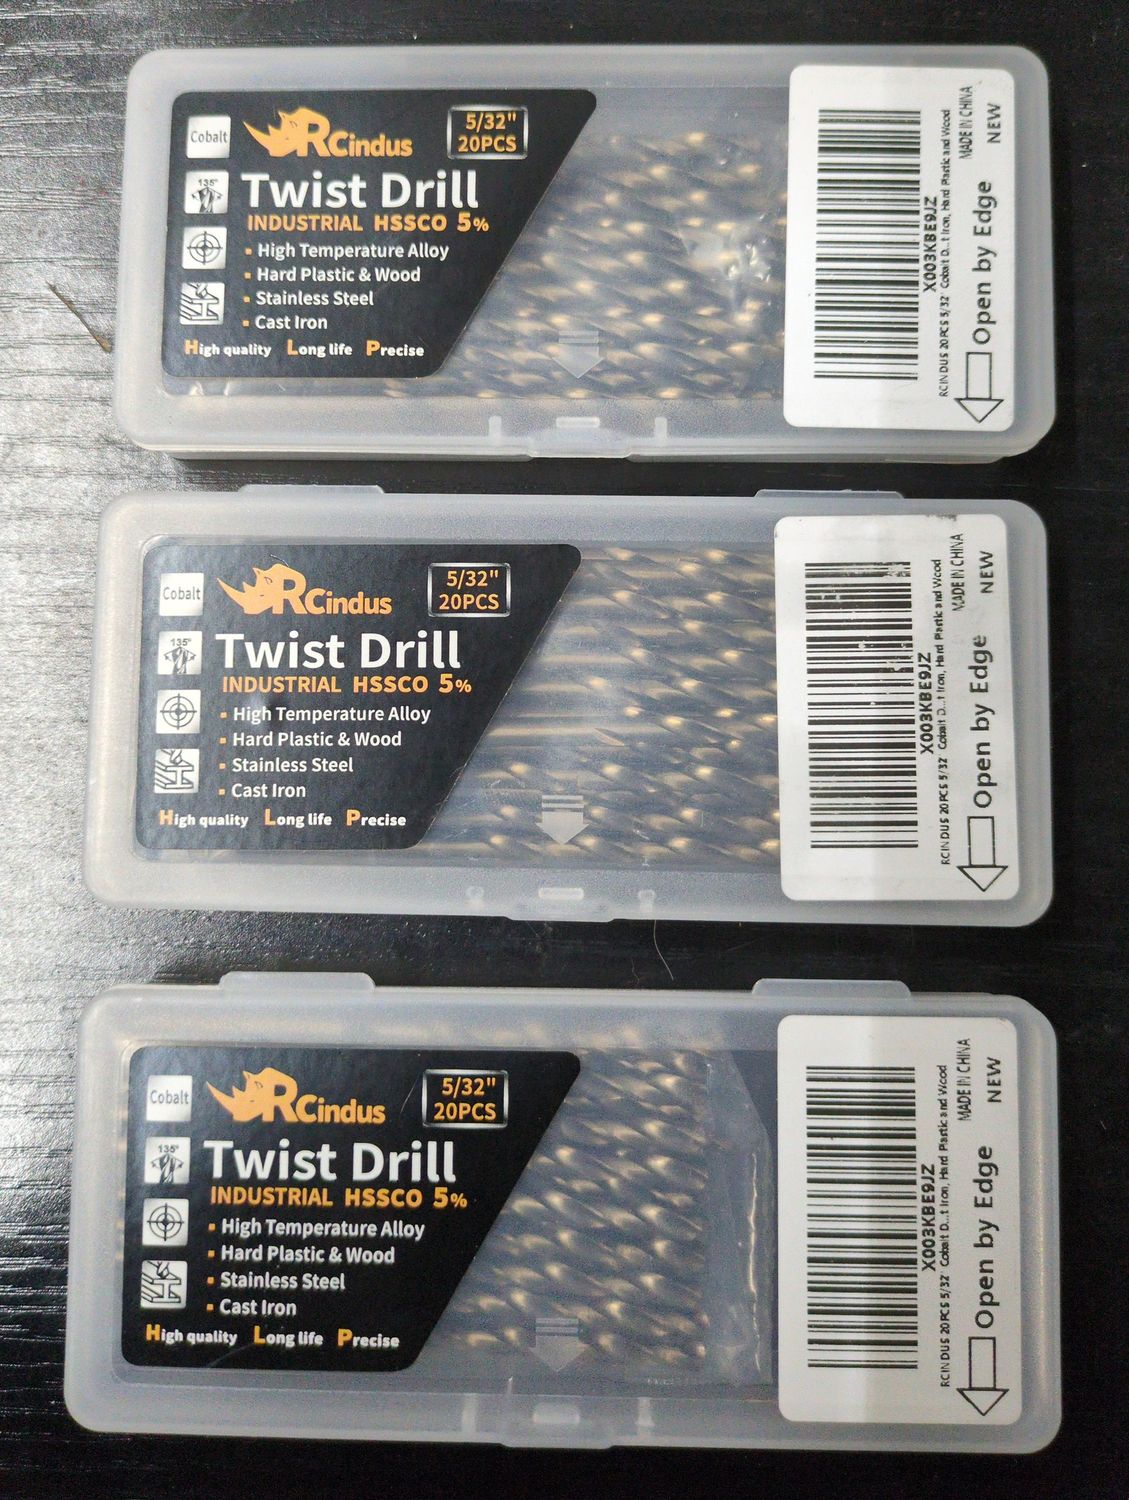 Cobalt
RCindus
5/32"
20PCS
135°
Twist Drill
INDUSTRIAL HSSCO 5%
▪ High Temperature Alloy
▪ Hard Plastic & Wood
▪ Stainless Steel
▪ Cast Iron
High quality Long life Precise
X003KBE9JZ
RCINDUS 20PCS 5/32" Cobalt D...t Iron, Hard Plastic and Wood
MADE IN CHINA
NEW
Open by Edge
Cobalt
RCindus
5/32"
20PCS
135°
Twist Drill
INDUSTRIAL HSSCO 5%
▪ High Temperature Alloy
▪ Hard Plastic & Wood
▪ Stainless Steel
▪ Cast Iron
High quality Long life Precise
X003KBE9JZ
RCINDUS 20PCS 5/32" Cobalt D...t Iron, Hard Plastic and Wood
MADE IN CHINA
NEW
Open by Edge
Cobalt
RCindus
5/32"
20PCS
135°
Twist Drill
INDUSTRIAL HSSCO 5%
▪ High Temperature Alloy
▪ Hard Plastic & Wood
▪ Stainless Steel
▪ Cast Iron
High quality Long life Precise
X003KBE9JZ
RCINDUS 20PCS 5/32" Cobalt D...t Iron, Hard Plastic and Wood
MADE IN CHINA
NEW
Open by Edge